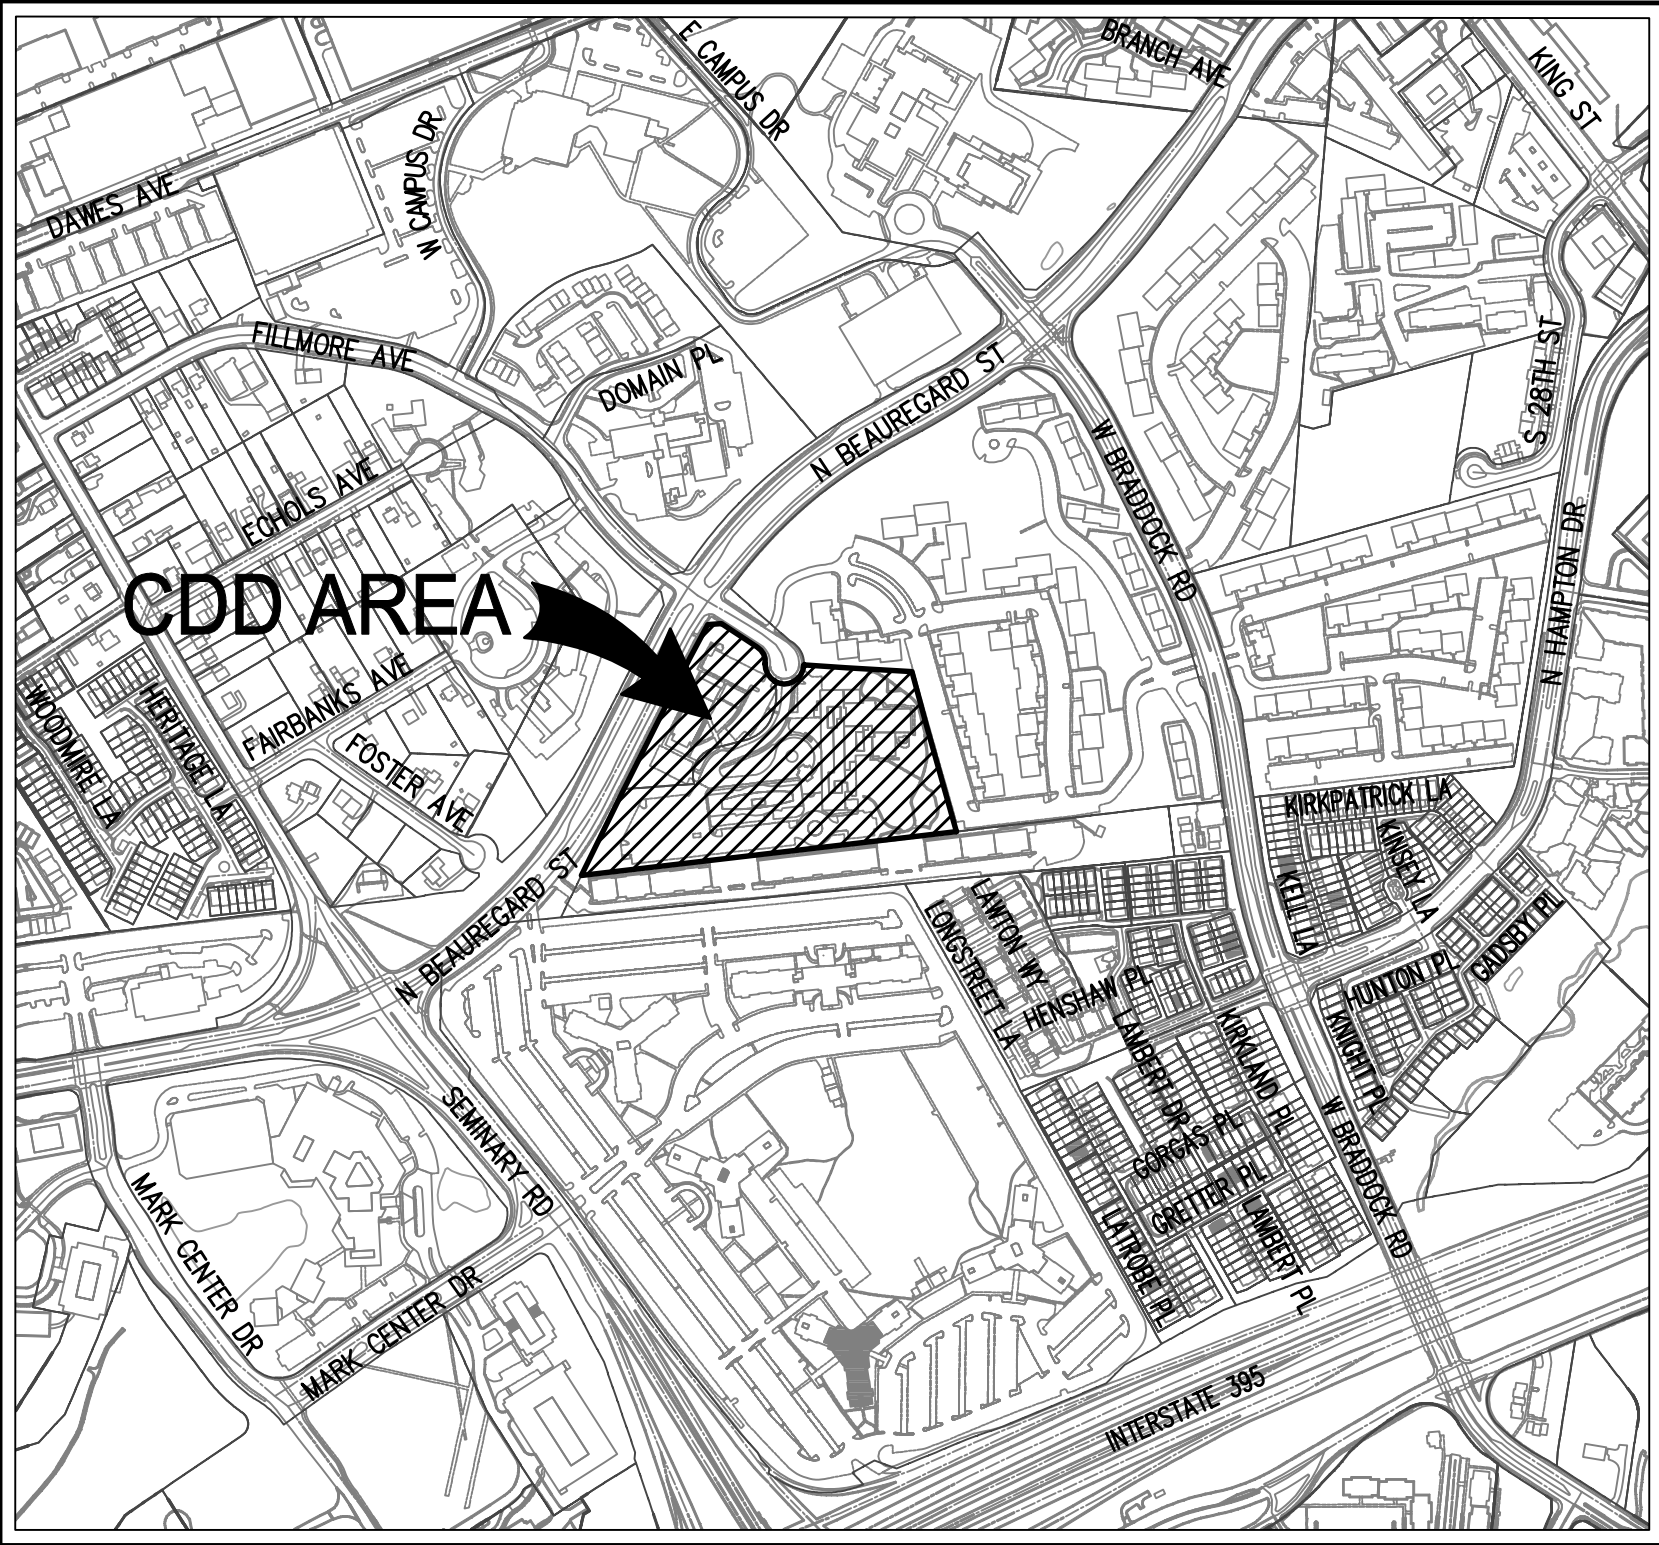 E CAMPUS DR
BRANCH AVE
KING ST
W CAMPUS DR
DAWES AVE
FILLMORE AVE
DOMAIN PL
N BEAUREGARD ST
S 28TH ST
W BRADDOCK RD
ECHOLS AVE
N HAMPTON DR
CDD AREA
WOODMIRE LA
HERITAGE LA
FAIRBANKS AVE
FOSTER AVE
KIRKPATRICK LA
KINSEY LA
KELL LA
N BEAUREGARD ST
LAWTON WY
LONGSTREET LA
HENSHAW PL
GADSBY PL
HUNTON PL
KNIGHT PL
LAMBERT DR
KIRKLAND PL
SEMINARY RD
GORGAS PL
GRETTER PL
W BRADDOCK RD
MARK CENTER DR
LATROBE PL
LAMBERT PL
MARK CENTER DR
INTERSTATE 395